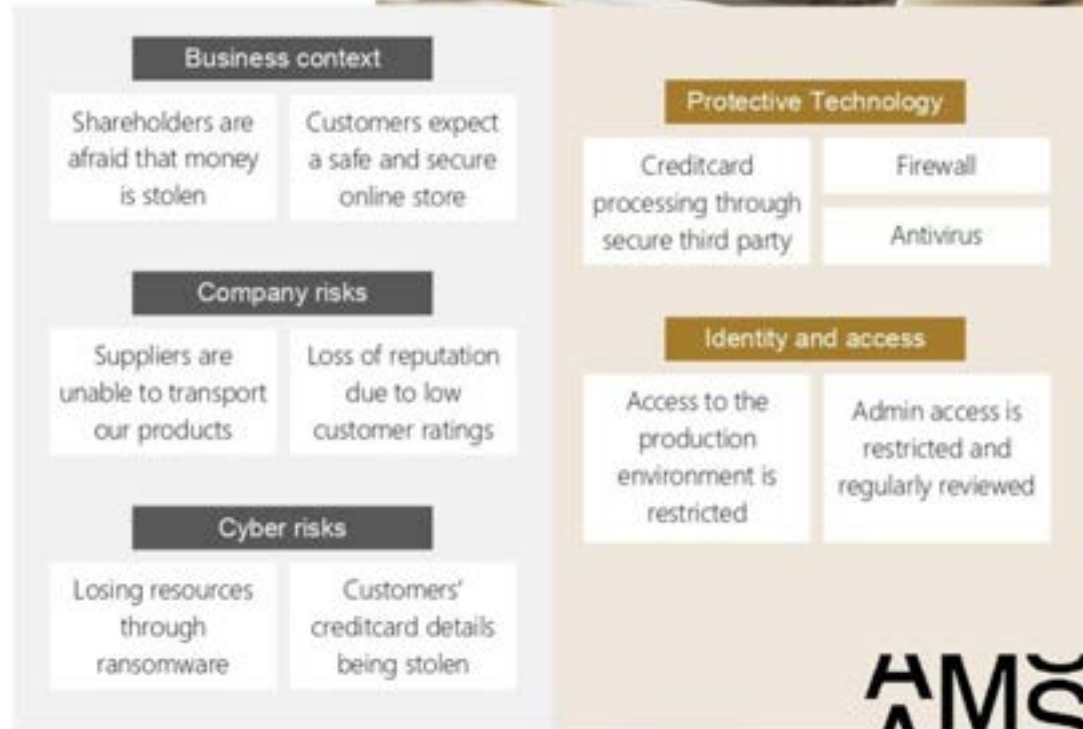 Business context
Shareholders are
afraid that money
is stolen
Customers expect
a safe and secure
online store
Company risks
Suppliers are
unable to transport
our products
Loss of reputation
due to low
customer ratings
Cyber risks
Losing resources
through
ransomware
Customers'
creditcard details
being stolen
Protective Technology
Creditcard
processing through
secure third party
Firewall
Antivirus
Identity and access
Access to the
production
environment is
restricted
Admin access is
restricted and
regularly reviewed